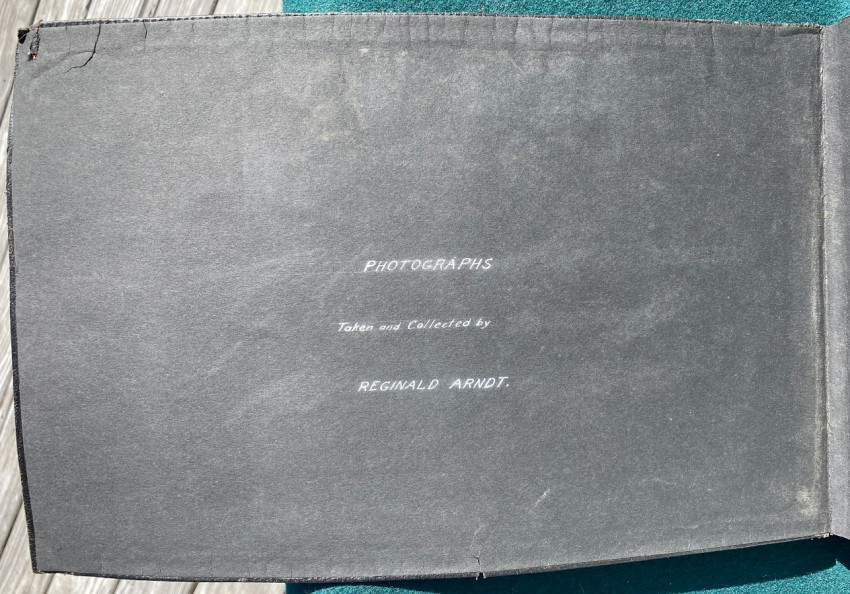 PHOTOGRAPHS
Taken and Collected by
REGINALD ARNDT.